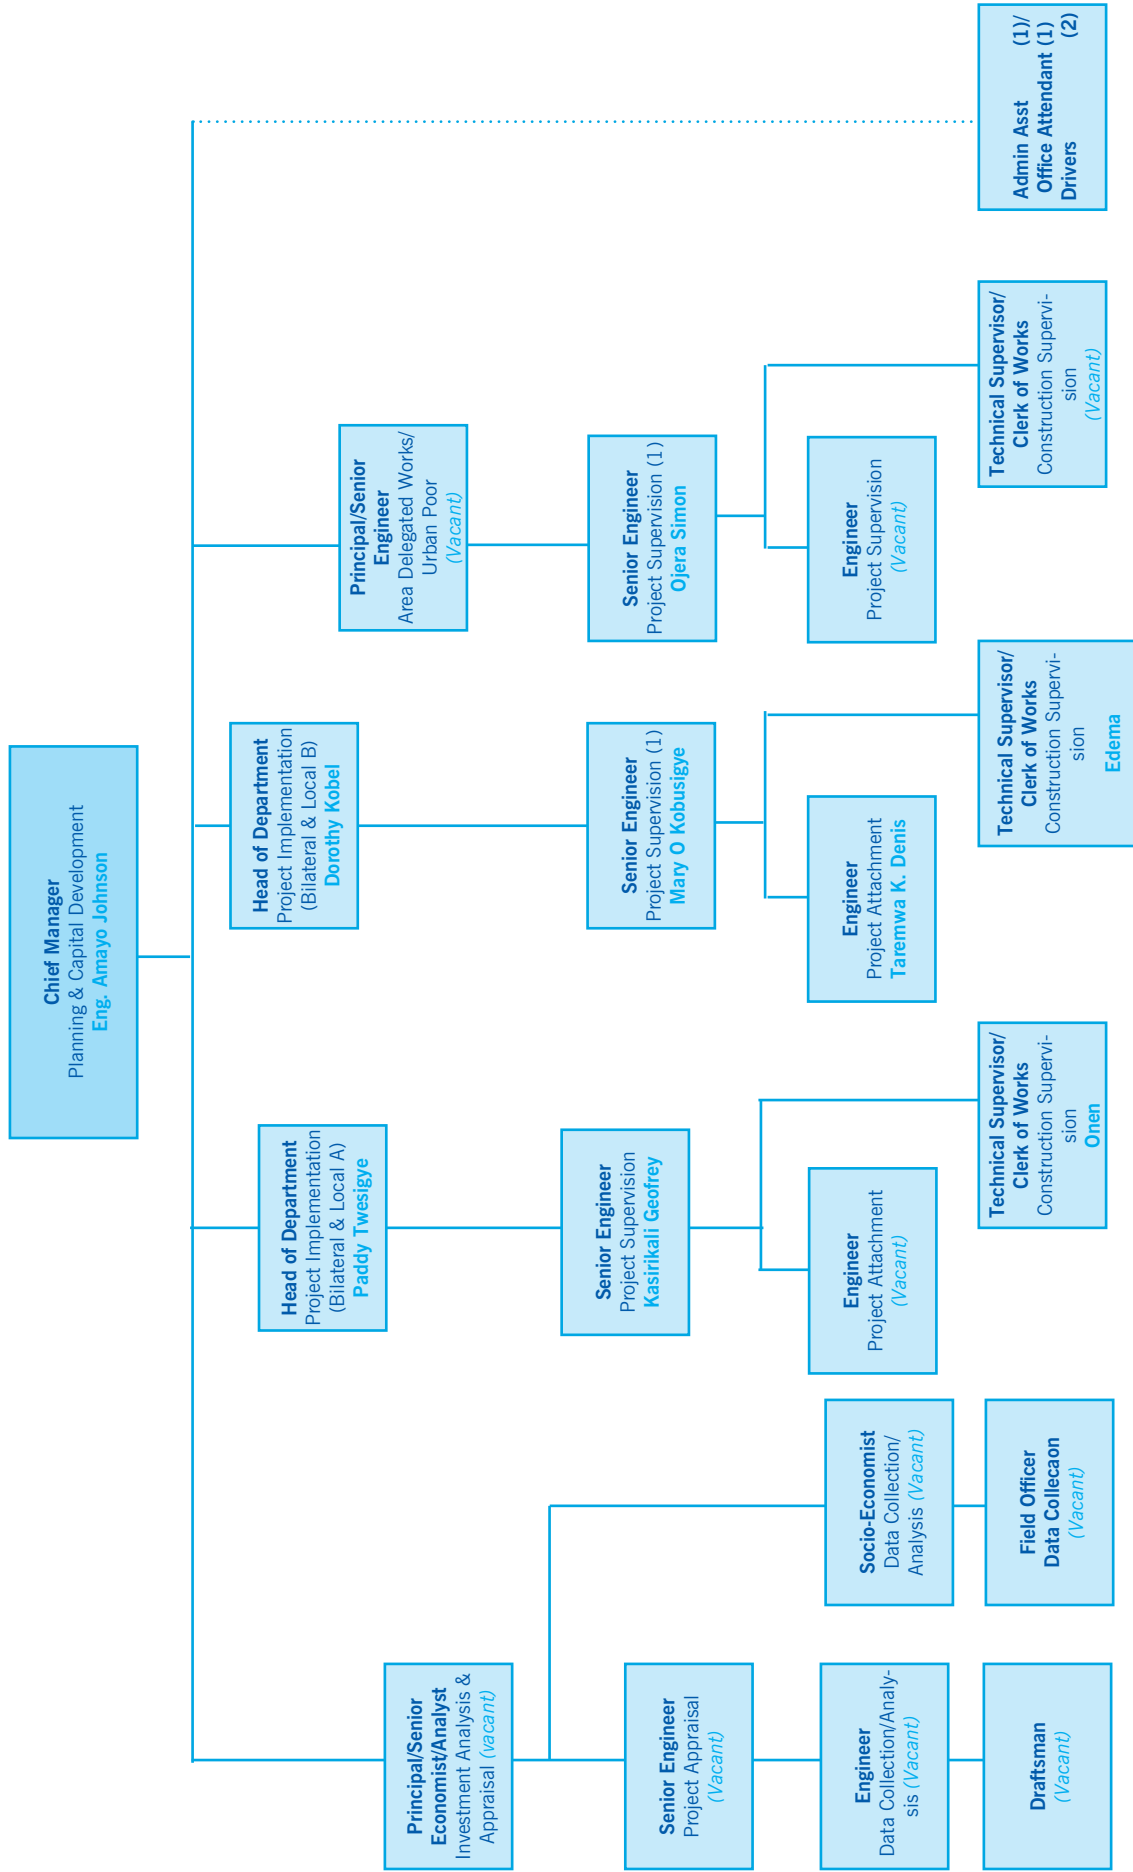 Chief Manager
Planning & Capital Development
Eng. Amayo Johnson
Principal/Senior
Economist/Analyst
Investment Analysis &
Appraisal (vacant)
Senior Engineer
Project Appraisal
(Vacant)
Engineer
Data Collection/Analy-
sis (Vacant)
Draftsman
(Vacant)
Socio-Economist
Data Collection/
Analysis (Vacant)
Field Officer
Data Collecaon
(Vacant)
Head of Department
Project Implementation
(Bilateral & Local A)
Paddy Twesigye
Senior Engineer
Project Supervision
Kasirikali Geofrey
Engineer
Project Attachment
(Vacant)
Technical Supervisor/
Clerk of Works
Construction Supervi-
sion
Onen
Head of Department
Project Implementation
(Bilateral & Local B)
Dorothy Kobel
Senior Engineer
Project Supervision (1)
Mary O Kobusigye
Engineer
Project Attachment
Taremwa K. Denis
Technical Supervisor/
Clerk of Works
Construction Supervi-
sion
Edema
Principal/Senior
Engineer
Area Delegated Works/
Urban Poor
(Vacant)
Senior Engineer
Project Supervision (1)
Ojera Simon
Engineer
Project Supervision
(Vacant)
Technical Supervisor/
Clerk of Works
Construction Supervi-
sion
(Vacant)
Admin Asst (1)/
Office Attendant (1)
Drivers (2)